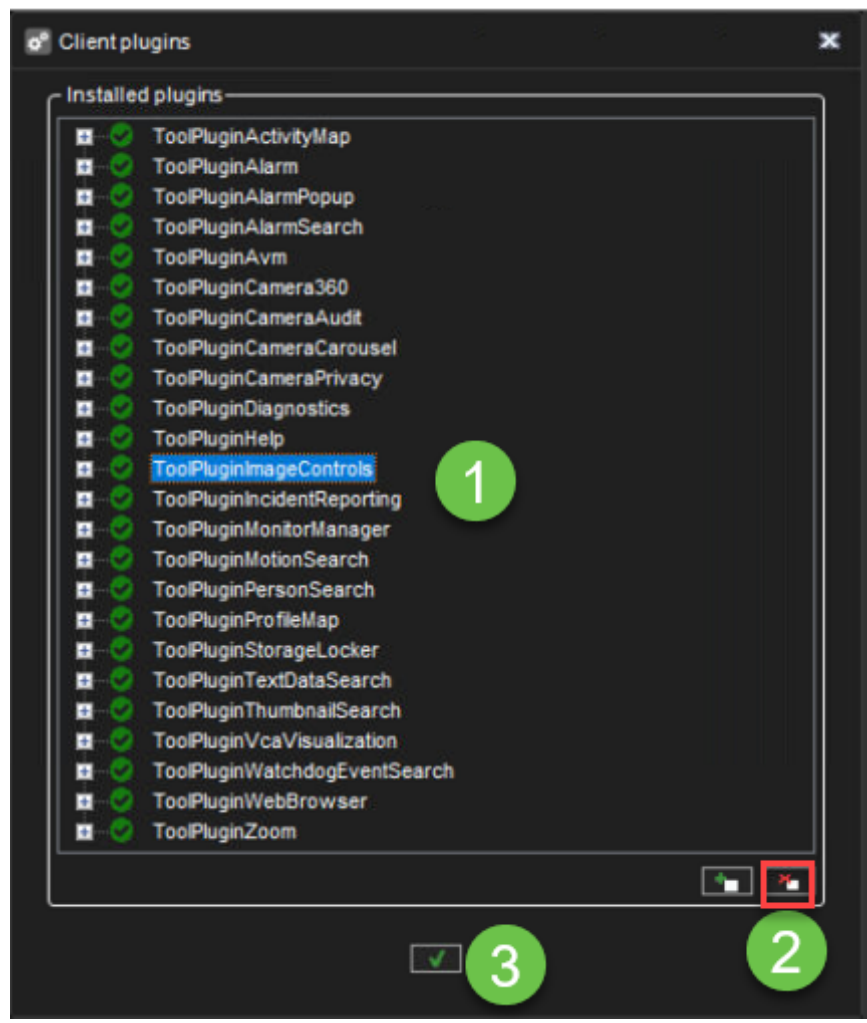 Client plugins
Installed plugins
ToolPluginActivityMap
ToolPluginAlarm
ToolPluginAlarmPopup
ToolPluginAlarmSearch
ToolPluginAvm
ToolPluginCamera360
ToolPluginCameraAudit
ToolPluginCameraCarousel
ToolPluginCameraPrivacy
ToolPluginDiagnostics
ToolPluginHelp
ToolPluginImageControls
1
ToolPluginIncidentReporting
ToolPluginMonitorManager
ToolPluginMotionSearch
ToolPluginPersonSearch
ToolPluginProfileMap
ToolPluginStorageLocker
ToolPluginTextDataSearch
ToolPluginThumbnailSearch
ToolPluginVcaVisualization
ToolPluginWatchdogEventSearch
ToolPluginWebBrowser
ToolPluginZoom
2
3